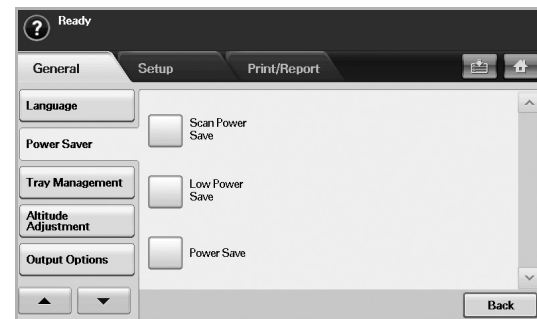 Ready
General
Setup
Print/Report
Language
Power Saver
Tray Management
Altitude
Adjustment
Output Options
Scan Power
Save
Low Power
Save
Power Save
Back